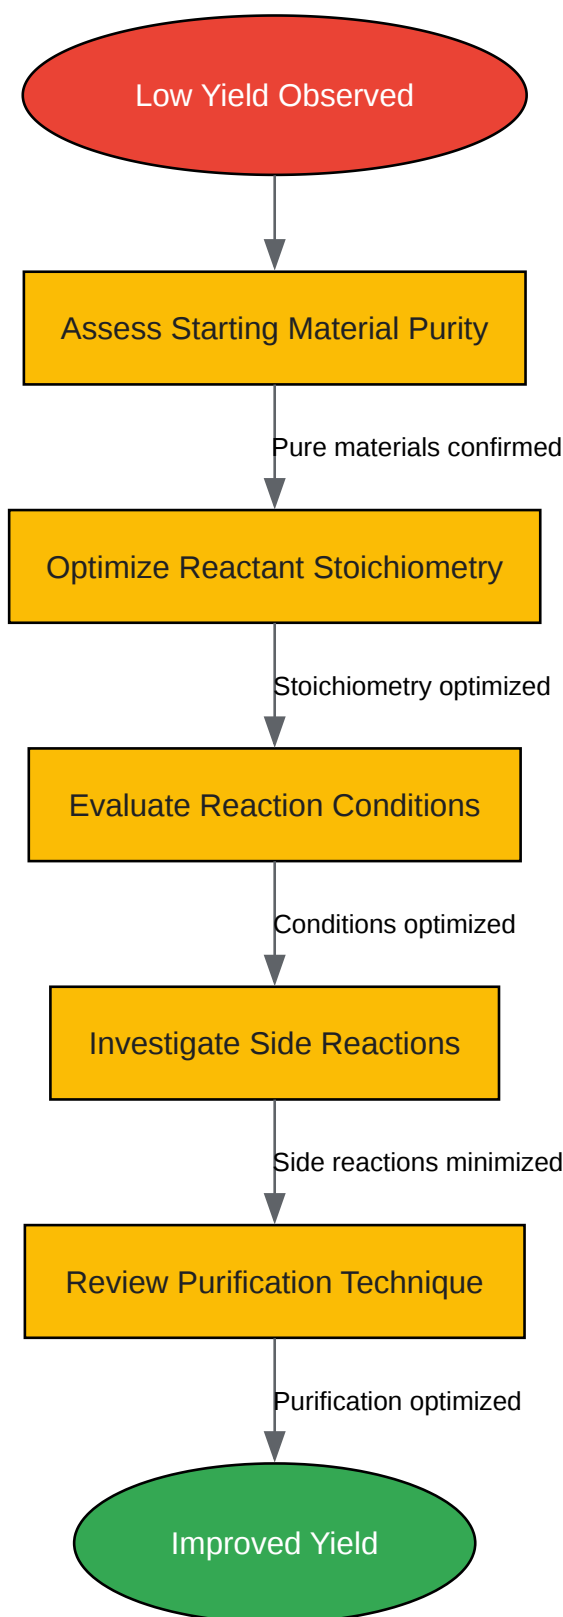 Low Yield Observed
Assess Starting Material Purity
Pure materials confirmed
Optimize Reactant Stoichiometry
Stoichiometry optimized
Evaluate Reaction Conditions
Conditions optimized
Investigate Side Reactions
Side reactions minimized
Review Purification Technique
Purification optimized
Improved Yield